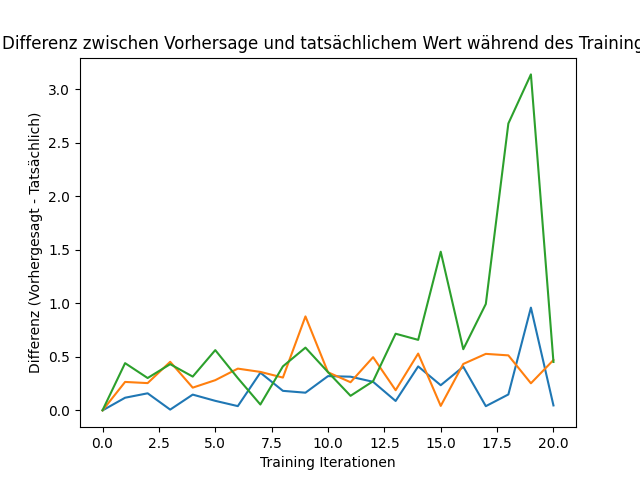 Differenz zwischen Vorhersage und tatsächlichem Wert während des Training
3.0
2.5
2.0
1.5
1.0
0.5
0.0
Differenz (Vorhergesagt - Tatsächlich)
0.0 2.5 5.0 7.5 10.0 12.5 15.0 17.5 20.0
Training Iterationen